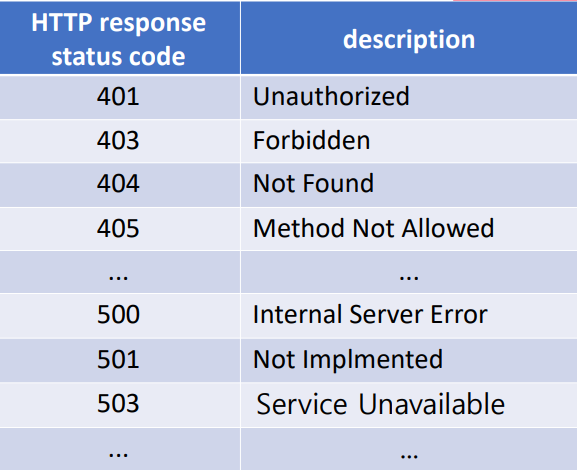 HTTP response
status code
description
401 Unauthorized
403 Forbidden
404 Not Found
405 Method Not Allowed
... ...
500 Internal Server Error
501 Not Implmented
503 Service Unavailable
... ...